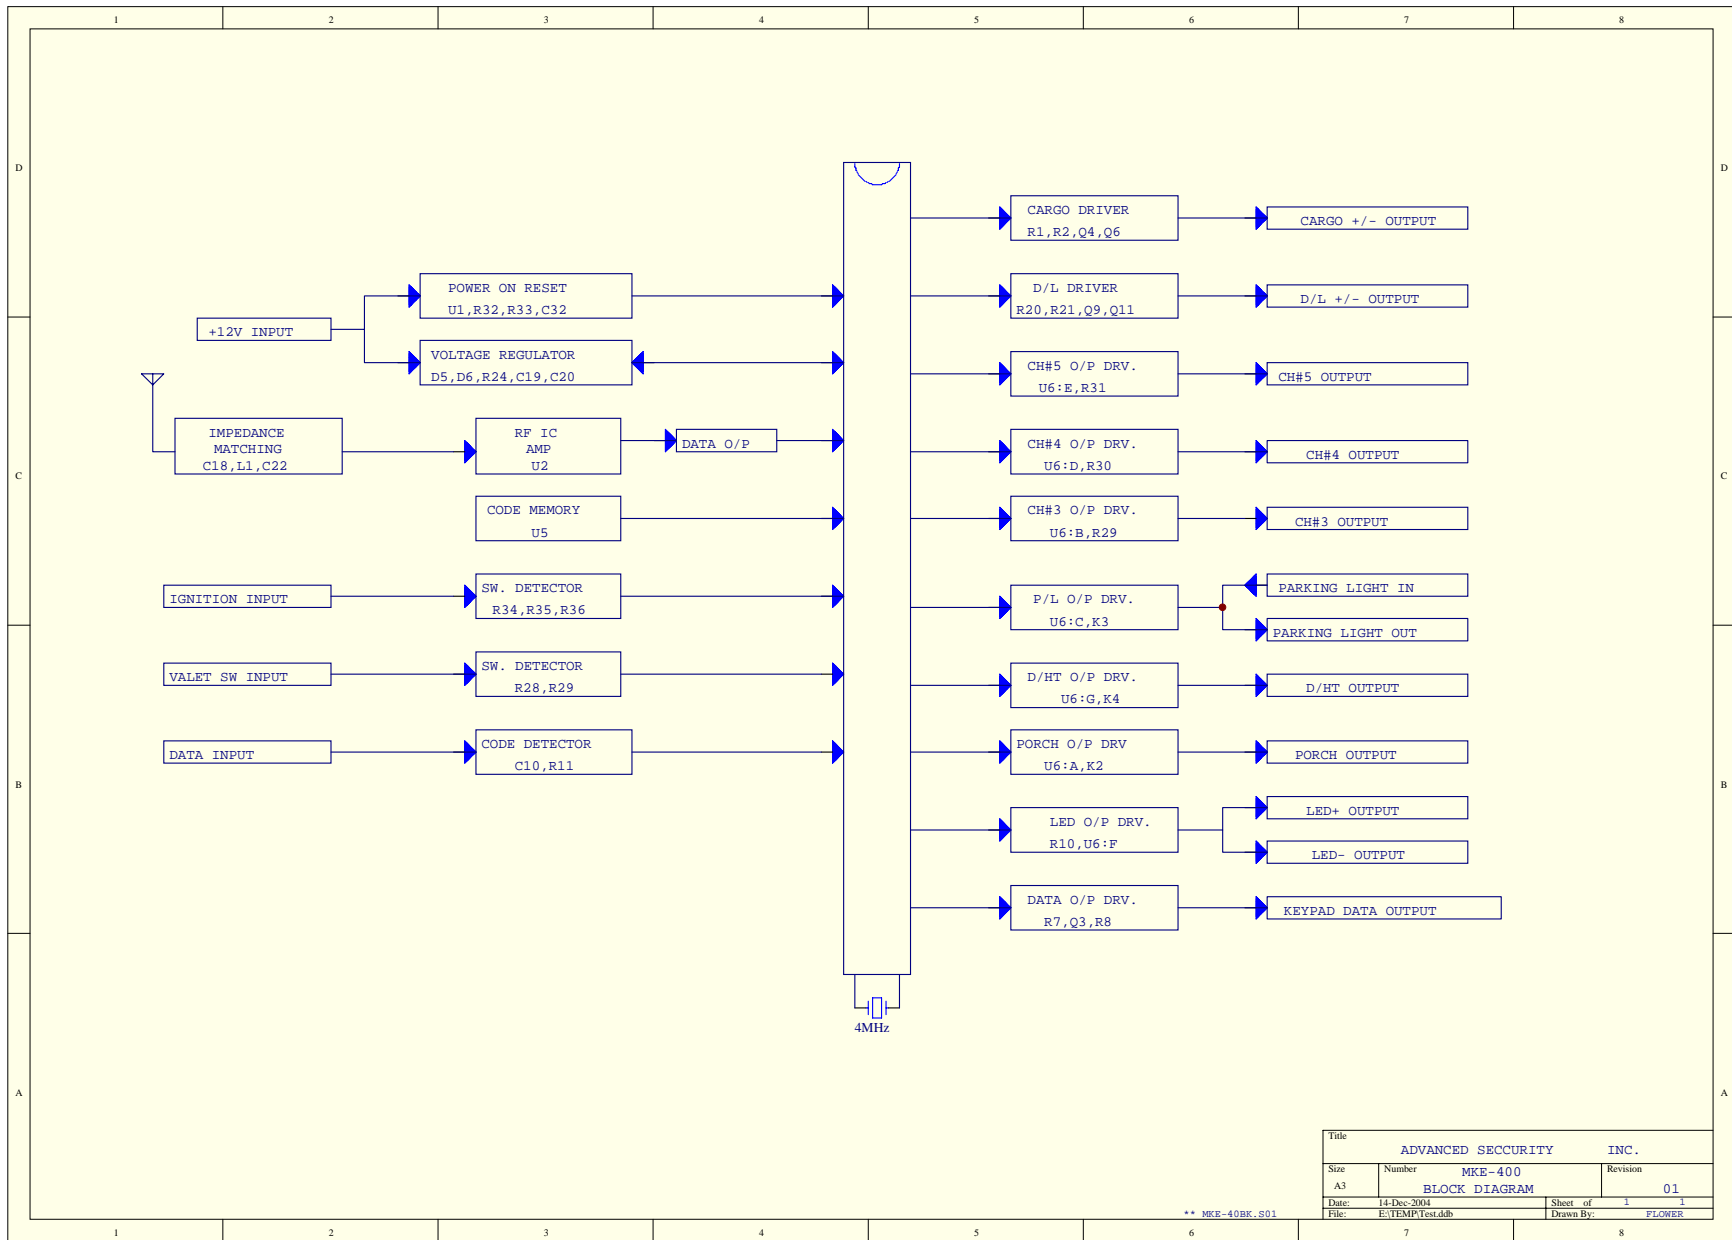 1 2 3 4 5 6 7 8
D D
CARGO DRIVER
R1,R2,Q4,Q6
CARGO +/- OUTPUT
POWER ON RESET
U1,R32,R33,C32
D/L DRIVER
R20,R21,Q9,Q11
D/L +/- OUTPUT
+12V INPUT
VOLTAGE REGULATOR
D5,D6,R24,C19,C20
CH#5 O/P DRV.
U6:E,R31
CH#5 OUTPUT
IMPEDANCE
MATCHING
C18,L1,C22
RF IC
AMP
U2
DATA O/P
CH#4 O/P DRV.
U6:D,R30
CH#4 OUTPUT
C C
CODE MEMORY
U5
CH#3 O/P DRV.
U6:B,R29
CH#3 OUTPUT
IGNITION INPUT
SW. DETECTOR
R34,R35,R36
P/L O/P DRV.
U6:C,K3
PARKING LIGHT IN
PARKING LIGHT OUT
VALET SW INPUT
SW. DETECTOR
R28,R29
D/HT O/P DRV.
U6:G,K4
D/HT OUTPUT
DATA INPUT
CODE DETECTOR
C10,R11
PORCH O/P DRV
U6:A,K2
PORCH OUTPUT
B B
LED O/P DRV.
R10,U6:F
LED+ OUTPUT
LED- OUTPUT
DATA O/P DRV.
R7,Q3,R8
KEYPAD DATA OUTPUT
4MHz
A A
Title
ADVANCED SECCURITY INC.
Size Number MKE-400 Revision
A3 BLOCK DIAGRAM 01
Date: 14-Dec-2004 Sheet of 1 1
File: E:\TEMP\Test.ddb Drawn By: FLOWER
** MKE-40BK.S01
1 2 3 4 5 6 7 8